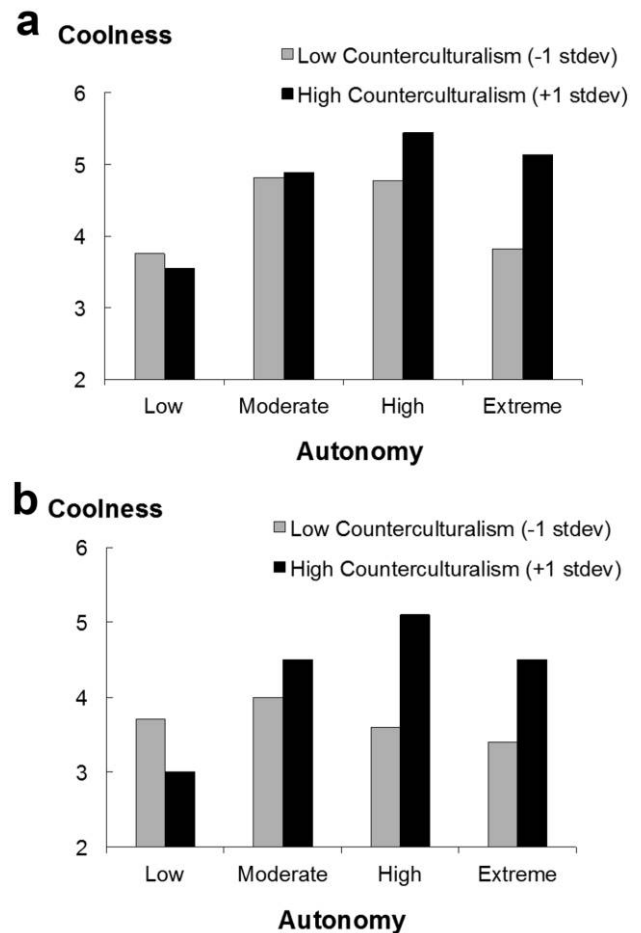 a
Coolness
Low Counterculturalism (-1 stdev)
High Counterculturalism (+1 stdev)
6
5
4
3
2
Low Moderate High Extreme
Autonomy
b
Coolness
Low Counterculturalism (-1 stdev)
High Counterculturalism (+1 stdev)
6
5
4
3
2
Low Moderate High Extreme
Autonomy